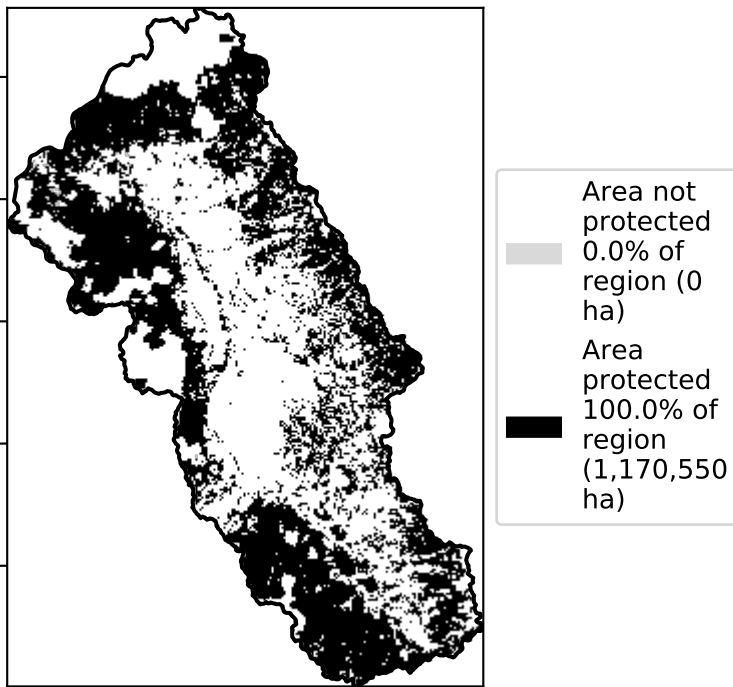 Area not
protected
0.0% of
region (0
ha)
Area
protected
100.0% of
region
(1,170,550
ha)